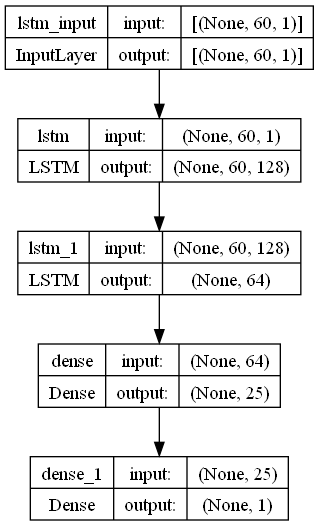 lstm_input input: [(None, 60, 1)]
InputLayer output: [(None, 60, 1)]
lstm input: (None, 60, 1)
LSTM output: (None, 60, 128)
lstm_1 input: (None, 60, 128)
LSTM output: (None, 64)
dense input: (None, 64)
Dense output: (None, 25)
dense_1 input: (None, 25)
Dense output: (None, 1)